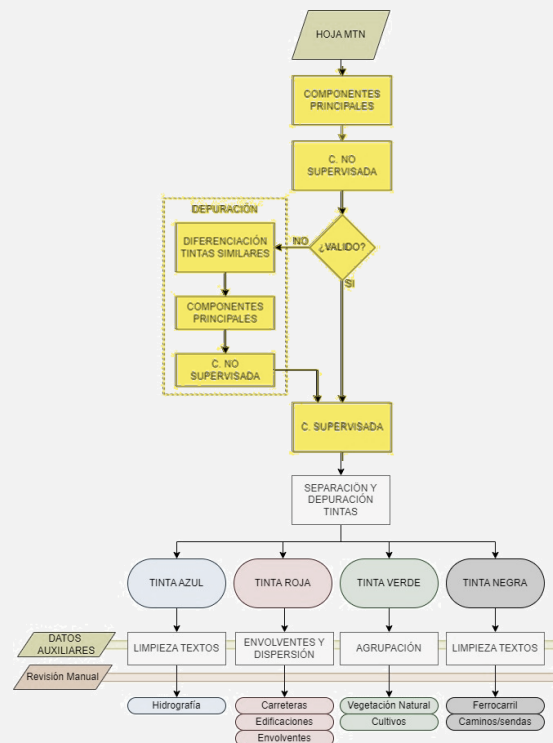 HOJA MTN
COMPONENTES
PRINCIPALES
C. NO
SUPERVISADA
DEPURACIÓN
DIFERENCIACIÓN
TINTAS SIMILARES
NO
¿VALIDO?
SI
COMPONENTES
PRINCIPALES
C. NO
SUPERVISADA
C. SUPERVISADA
SEPARACIÓN Y
DEPURACIÓN
TINTAS
TINTA AZUL
TINTA ROJA
TINTA VERDE
TINTA NEGRA
DATOS
AUXILIARES
LIMPIEZA TEXTOS
ENVOLVENTES Y
DISPERSIÓN
AGRUPACIÓN
LIMPIEZA TEXTOS
Revisión Manual
Hidrografía
Carreteras
Edificaciones
Envolventes
Vegetación Natural
Cultivos
Ferrocarril
Caminos/sendas